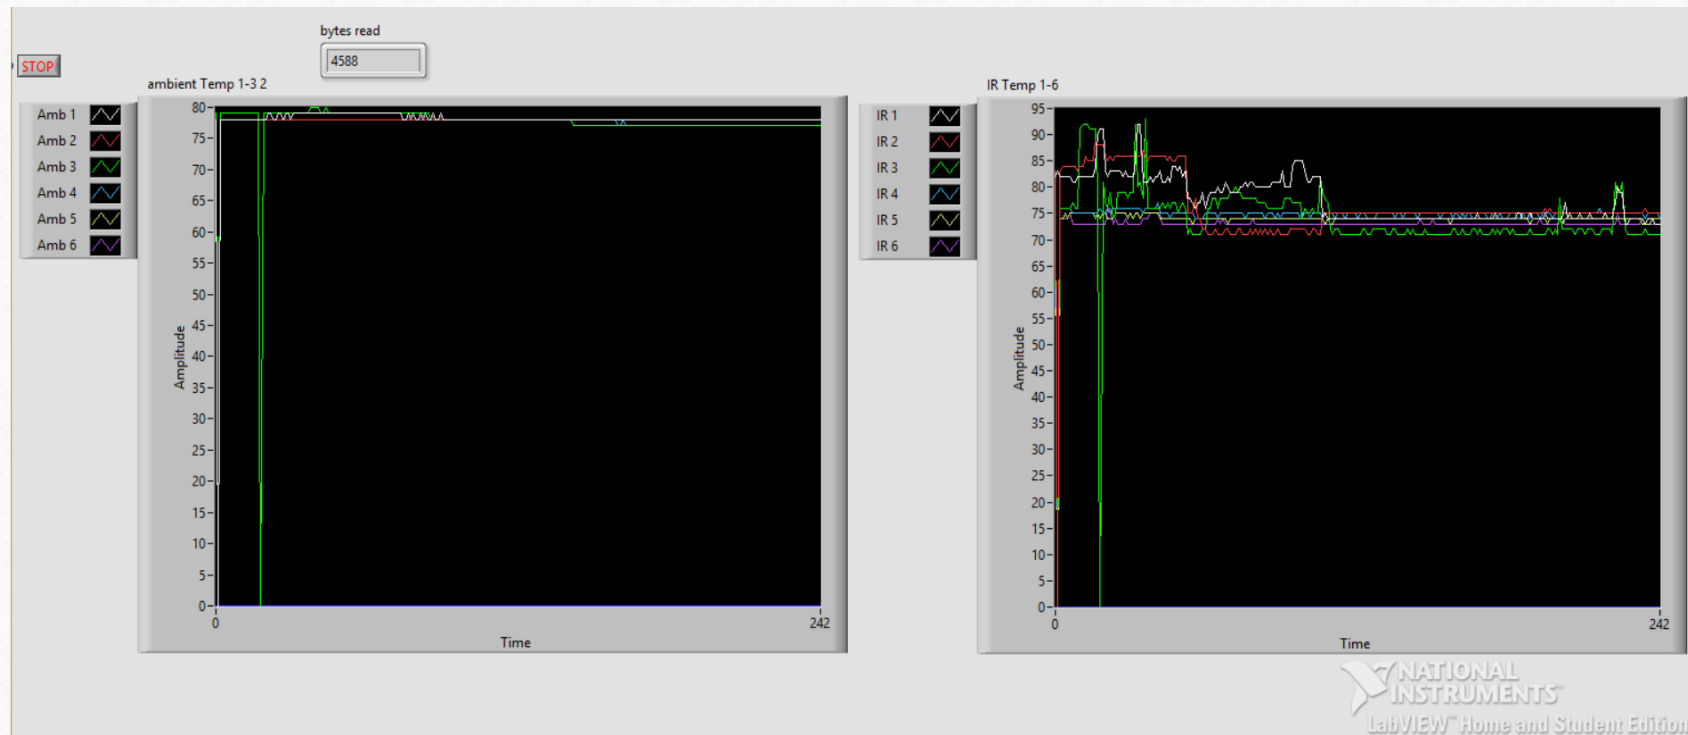 bytes read
STOP
4588
ambient Temp 1-3 2
Amb 1
Amb 2
Amb 3
Amb 4
Amb 5
Amb 6
80
75
70
65
60
55
50
45
40
35
30
25
20
15
10
5
0
Amplitude
0
242
Time
IR Temp 1-6
IR 1
IR 2
IR 3
IR 4
IR 5
IR 6
95
90
85
80
75
70
65
60
55
50
45
40
35
30
25
20
15
10
5
0
Amplitude
0
242
Time
NATIONAL
INSTRUMENTS™
LabVIEW™ Home and Student Edition